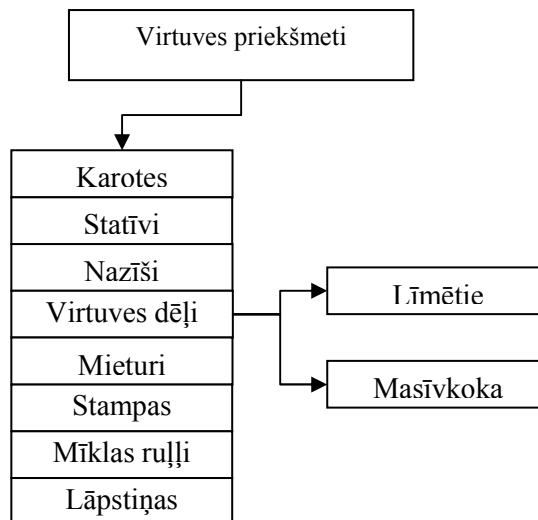 Virtuves priekšmeti
Karotes
Statīvi
Nazīši
Virtuves dēļi
Mieturi
Stampas
Mīklas ruļļi
Lāpstiņas
Līmētie
Masīvkoka